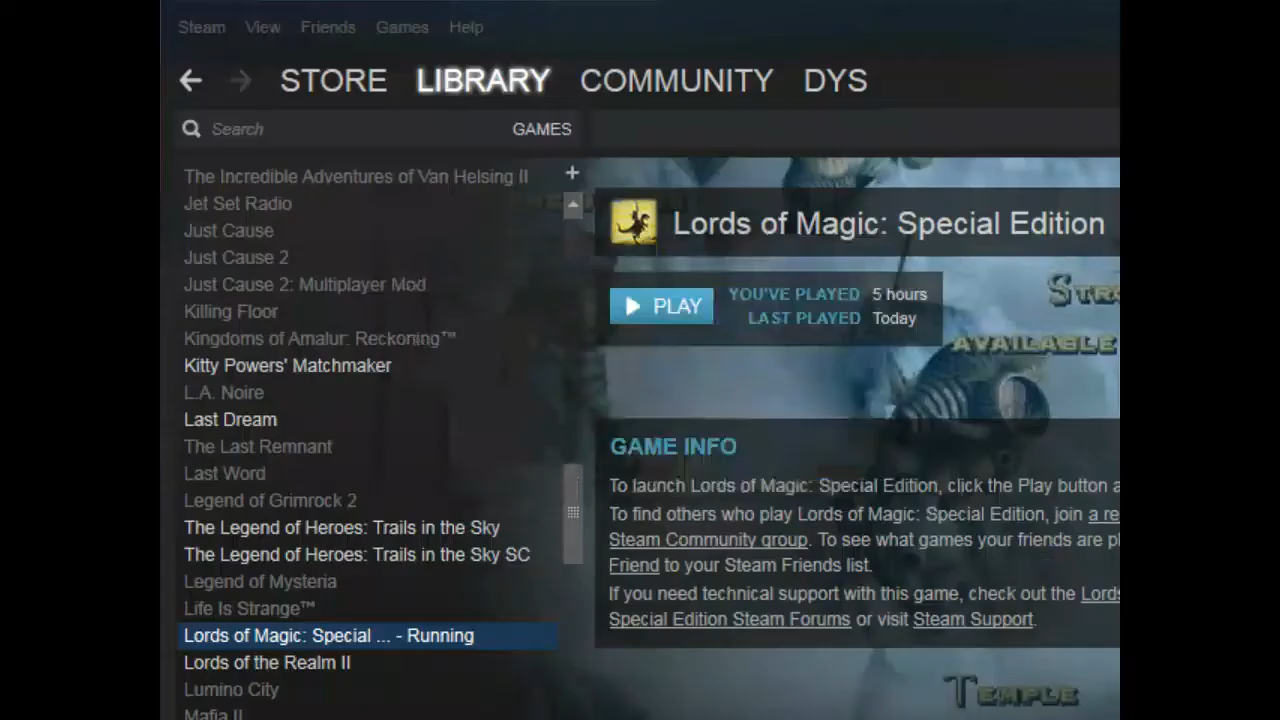 Steam View Friends Games Help
STORE LIBRARY COMMUNITY DYS
Search GAMES
The Incredible Adventures of Van Helsing II
Jet Set Radio
Just Cause
Just Cause 2
Just Cause 2: Multiplayer Mod
Killing Floor
Kingdoms of Amalur: Reckoning™
Kitty Powers' Matchmaker
L.A. Noire
Last Dream
The Last Remnant
Last Word
Legend of Grimrock 2
The Legend of Heroes: Trails in the Sky
The Legend of Heroes: Trails in the Sky SC
Legend of Mysteria
Life Is Strange™
Lords of Magic: Special ... - Running
Lords of the Realm II
Lumino City
Mafia II
Lords of Magic: Special Edition
PLAY
YOU'VE PLAYED 5 hours
LAST PLAYED Today
AVAILABLE
GAME INFO
To launch Lords of Magic: Special Edition, click the Play button a
To find others who play Lords of Magic: Special Edition, join a re
Steam Community group. To see what games your friends are pl
Friend to your Steam Friends list.
If you need technical support with this game, check out the Lords
Special Edition Steam Forums or visit Steam Support.
TEMPLE